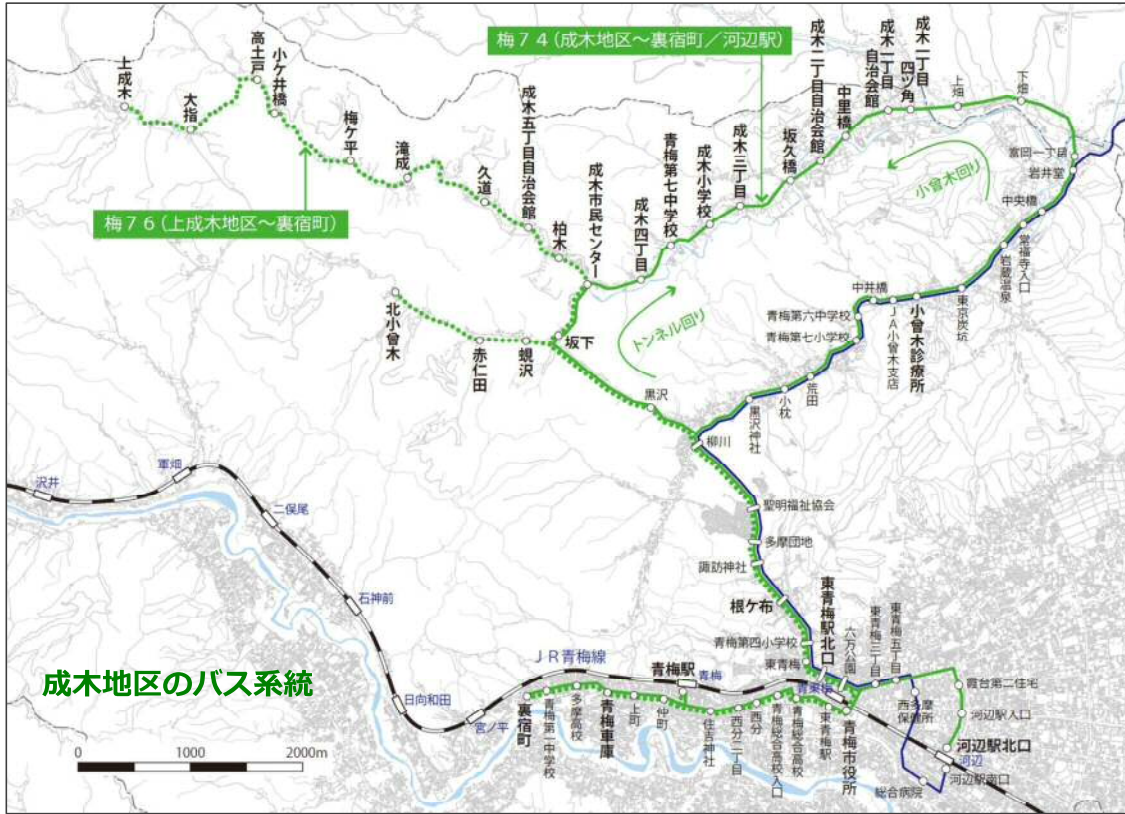 梅７４（成木地区～裏宿町／河辺駅）
梅７６（上成木地区～裏宿町）
上成木
大指
高土戸
小ケ井橋
梅ケ平
滝成
久道
成木五丁目自治会館
柏木
成木市民センター
成木四丁目
青梅第七中学校
成木小学校
成木三丁目
坂久橋
成木二丁目自治会館
中里橋
成木一丁目
自治会館
成木一丁目
四ツ角
上畑
下畑
富岡一丁目
岩井堂
中央橋
常福寺入口
岩蔵温泉
東京炭坑
小曾木診療所
ＪＡ小曾木支店
中井橋
青梅第六中学校
青梅第七小学校
荒田
小枕
黒沢神社
柳川
小曾木回り
トンネル回り
北小曾木
赤仁田
蜆沢
坂下
黒沢
聖明福祉協会
多摩団地
諏訪神社
根ケ布
青梅第四小学校
東青梅
東青梅駅北口
六万公園
東青梅三丁目
東青梅五丁目
西多摩
保健所
霞台第二住宅
河辺駅入口
河辺駅北口
河辺
河辺駅南口
総合病院
沢井
軍畑
二俣尾
石神前
日向和田
宮ノ平
ＪＲ青梅線
青梅駅
青梅
東青梅
裏宿町
青梅第一中学校
多摩高校
青梅車庫
上町
仲町
住吉神社
西分二丁目
西分
青梅総合高校入口
青梅総合高校
東青梅駅
青梅市役所
成木地区のバス系統
0
1000
2000m